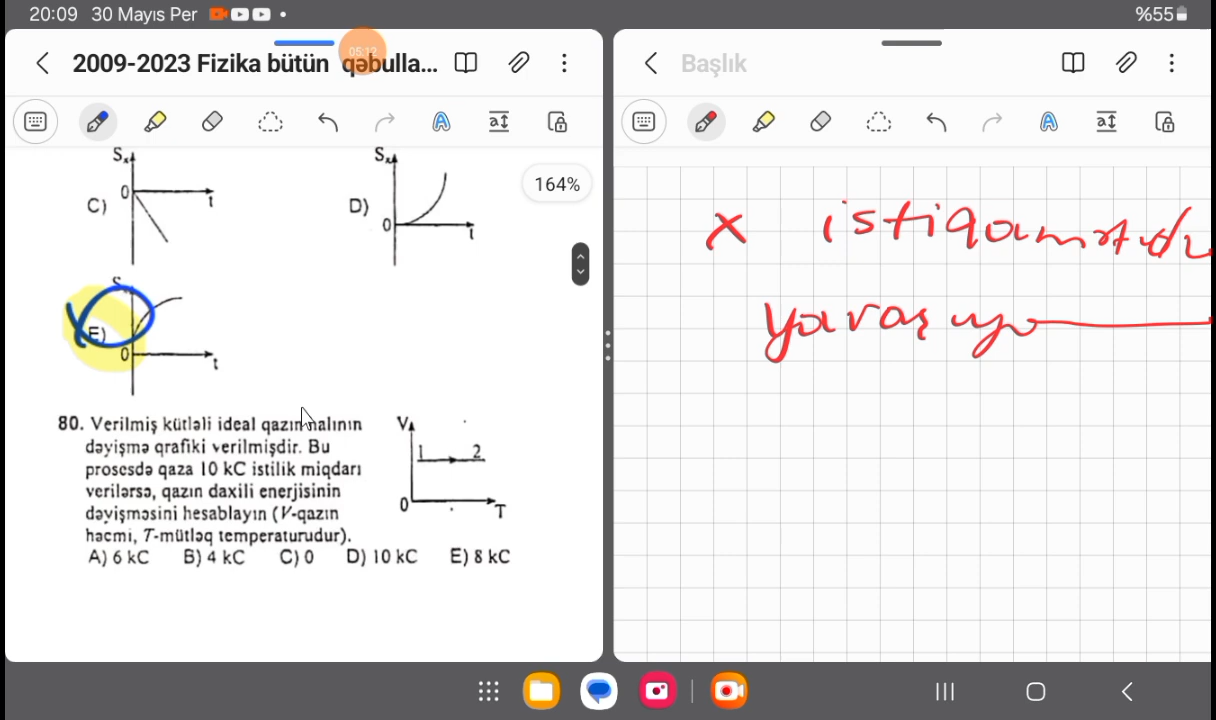 20:09 30 Mayıs Per
%55
05:12
2009-2023 Fizika bütün qəbulla...
Başlık
164%
Sx
0
t
C)
Sx
0
t
D)
E)
0
t
80. Verilmiş kütləli ideal qazın halının
dəyişmə qrafiki verilmişdir. Bu
prosesdə qaza 10 kC istilik miqdarı
verilərsə, qazın daxili enerjisinin
dəyişməsini hesablayın (V-qazın
həcmi, T-mütləq temperaturudur).
V
1 2
0
T
A) 6 kC B) 4 kC C) 0 D) 10 kC E) 8 kC
x istiqamətdə
yavaşıyır